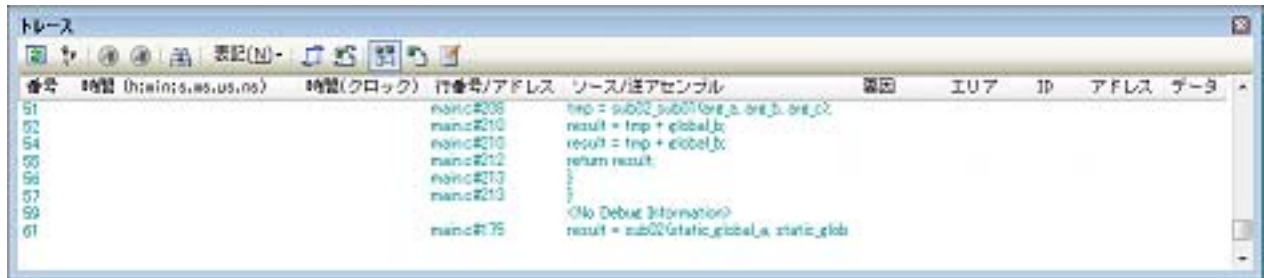 トレース
表記(N)
番号 時間 (h:min:s.ms.us.ns) 時間(クロック) 行番号/アドレス ソース/逆アセンブル 要因 エリア ID アドレス データ
51 main.c#208 tmp = sub02_sub01(arg_a, arg_b, arg_c);
52 main.c#210 result = tmp + global_b;
54 main.c#210 result = tmp + global_b;
55 main.c#212 return result;
56 main.c#213 }
57 main.c#213 }
59 <No Debug Information>
61 main.c#175 result = sub02(static_global_a, static_glob